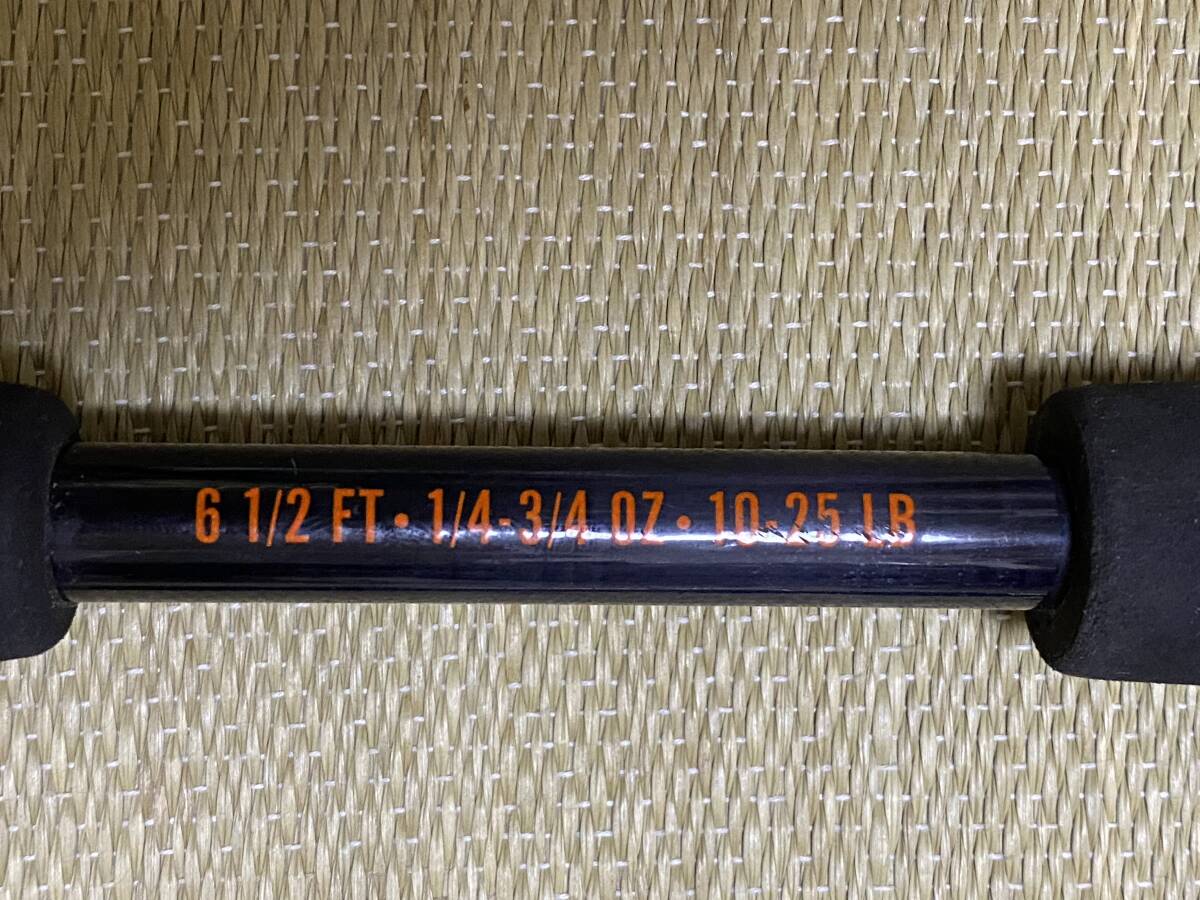 6 1/2 FT • 1/4-3/4 OZ • 10-25 LB